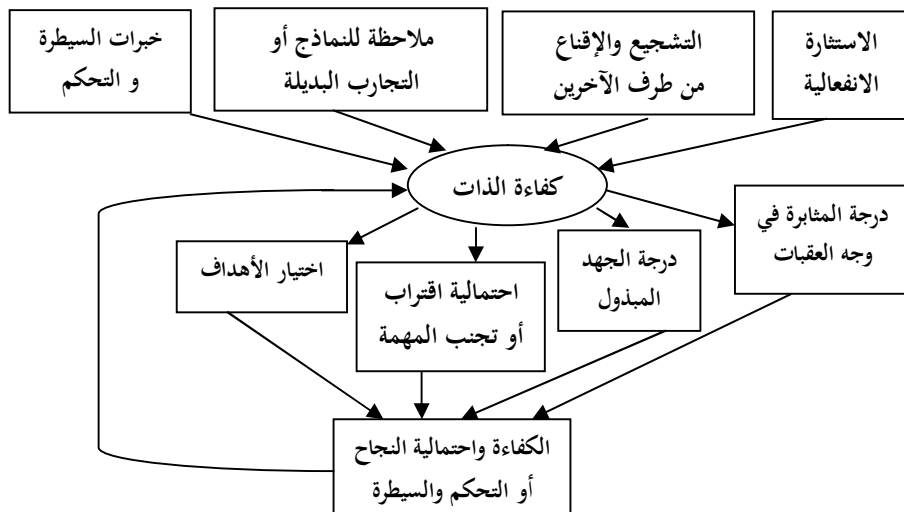 الاستثارة
الانفعالية
التشجيع والإقناع
من طرف الآخرين
ملاحظة للنماذج أو
التجارب البديلة
خبرات السيطرة
و التحكم
كفاءة الذات
درجة المثابرة في
وجه العقبات
درجة الجهد
المبذول
احتمالية اقتراب
أو تجنب المهمة
اختيار الأهداف
الكفاءة واحتمالية النجاح
أو التحكم والسيطرة